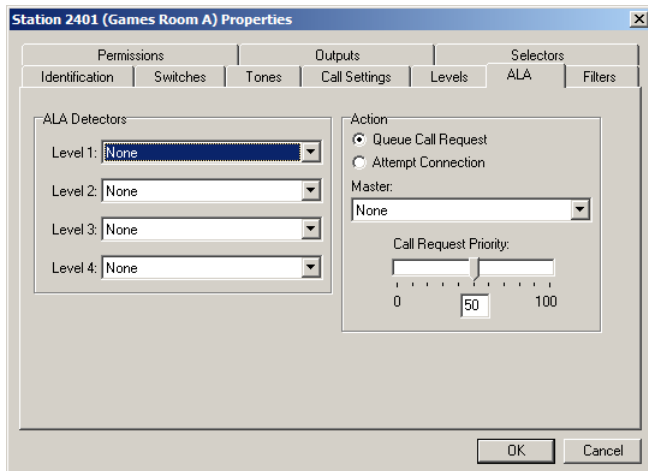 Station 2401 (Games Room A) Properties
Permissions Outputs Selectors
Identification Switches Tones Call Settings Levels ALA Filters
ALA Detectors
Level 1: None
Level 2: None
Level 3: None
Level 4: None
Action
Queue Call Request
Attempt Connection
Master:
None
Call Request Priority:
0 50 100
OK Cancel